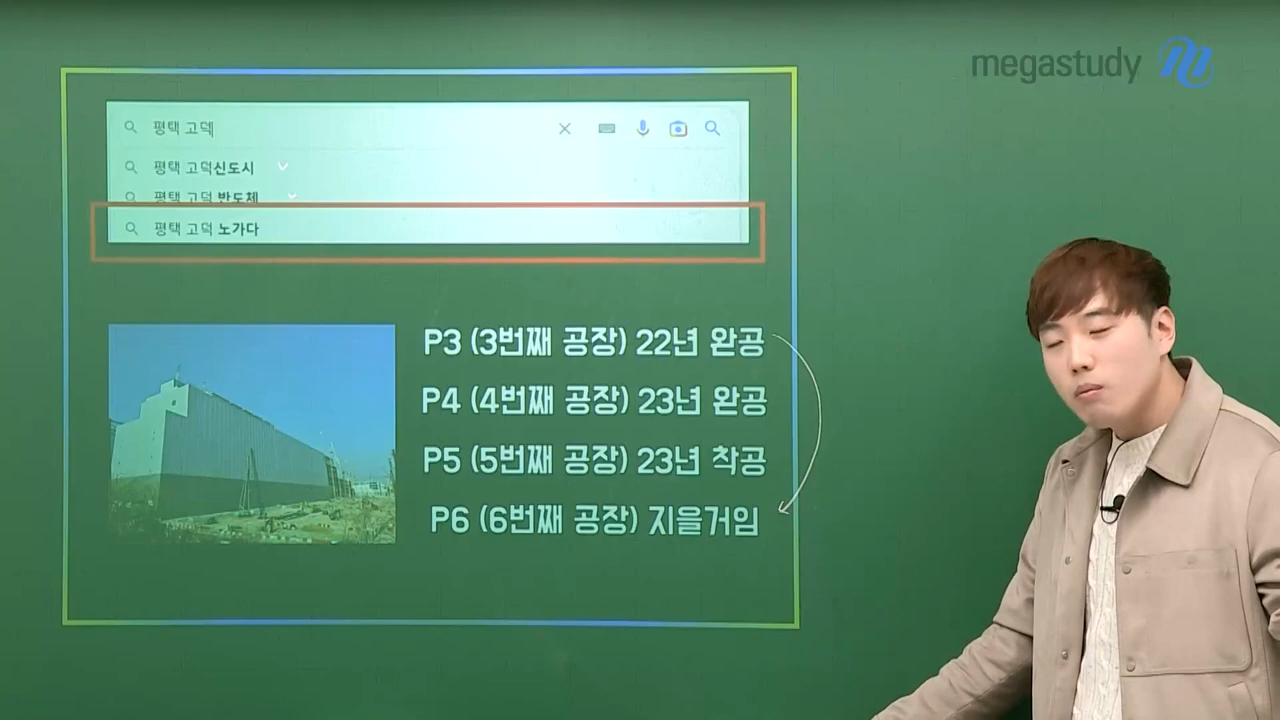 megastudy
평택 고덕
평택 고덕신도시
평택 고덕 반도체
평택 고덕 노가다
P3 (3번째 공장) 22년 완공
P4 (4번째 공장) 23년 완공
P5 (5번째 공장) 23년 착공
P6 (6번째 공장) 지을거임